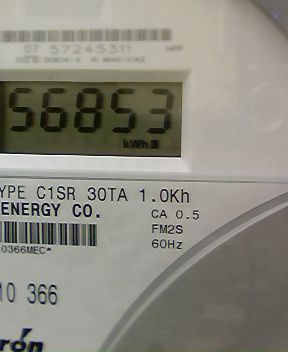 07 57245311
56853
kWh
YPE C1SR 30TA 1.0Kh
ENERGY CO.
CA 0.5
FM2S
60Hz
0366MEC*
10 366
rón